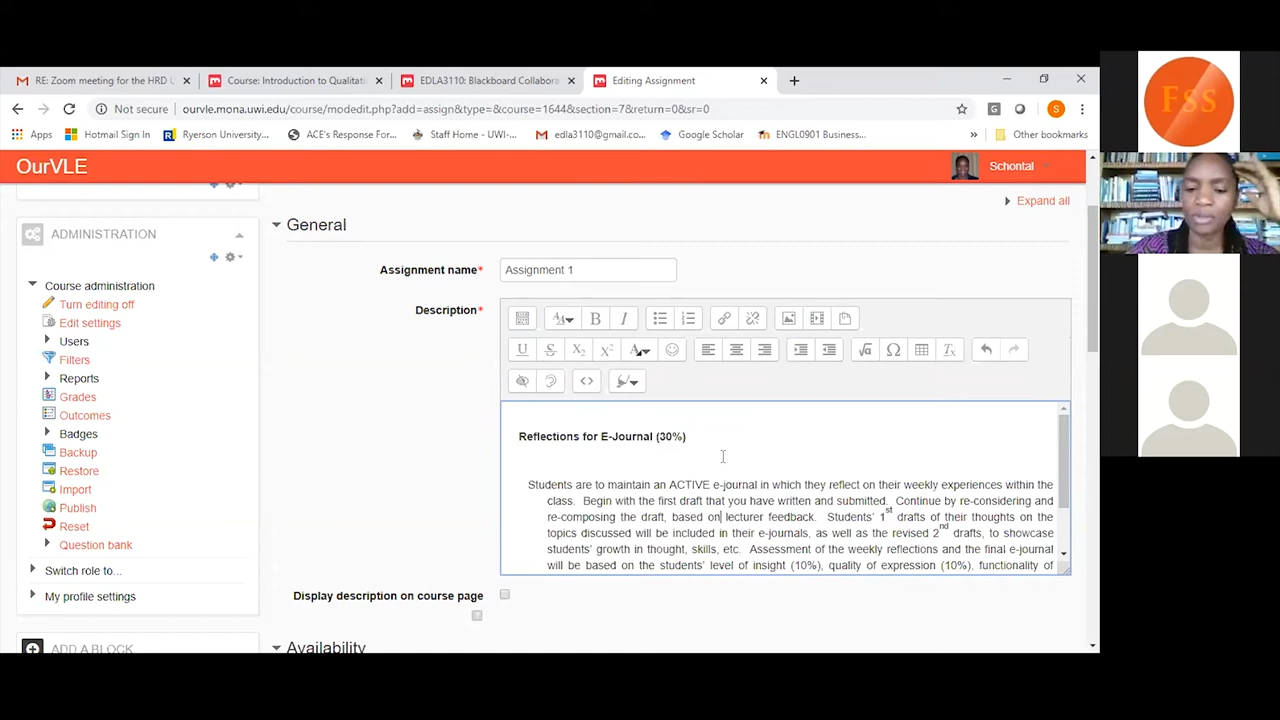 RE: Zoom meeting for the HRD U
Course: Introduction to Qualitati
EDLA3110: Blackboard Collabora
Editing Assignment
Not secure
ourvle.mona.uwi.edu/course/modedit.php?add=assign&type=&course=1644&section=7&return=0&sr=0
G
S
Apps
Hotmail Sign In
Ryerson University...
ACE's Response For...
Staff Home - UWI-...
edla3110@gmail.co...
Google Scholar
ENGL0901 Business...
»
Other bookmarks
OurVLE
Schontal
Expand all
ADMINISTRATION
Course administration
Turn editing off
Edit settings
Users
Filters
Reports
Grades
Outcomes
Badges
Backup
Restore
Import
Publish
Reset
Question bank
Switch role to...
My profile settings
ADD A BLOCK
General
Assignment name*
Assignment 1
Description*
Reflections for E-Journal (30%)
Students are to maintain an ACTIVE e-journal in which they reflect on their weekly experiences within the
class. Begin with the first draft that you have written and submitted. Continue by re-considering and
re-composing the draft, based on lecturer feedback. Students' 1st drafts of their thoughts on the
topics discussed will be included in their e-journals, as well as the revised 2nd drafts, to showcase
students' growth in thought, skills, etc. Assessment of the weekly reflections and the final e-journal
will be based on the students' level of insight (10%), quality of expression (10%), functionality of
Display description on course page
Availability
FSS